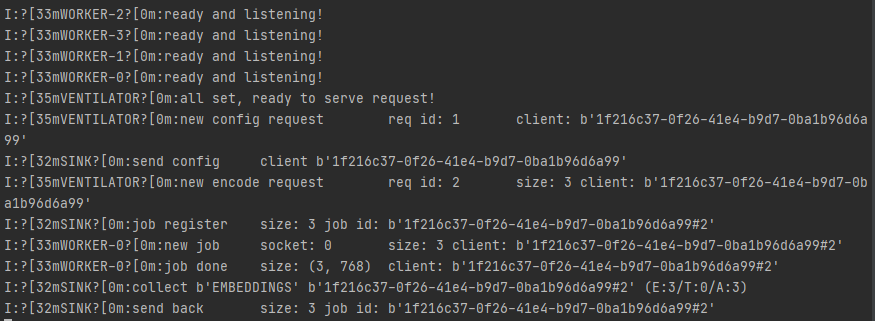 I:?[33mWORKER-2?[0m:ready and listening!
I:?[33mWORKER-3?[0m:ready and listening!
I:?[33mWORKER-1?[0m:ready and listening!
I:?[33mWORKER-0?[0m:ready and listening!
I:?[35mVENTILATOR?[0m:all set, ready to serve request!
I:?[35mVENTILATOR?[0m:new config request	req id: 1	client: b'1f216c37-0f26-41e4-b9d7-0ba1b96d6a
99'
I:?[32mSINK?[0m:send config	client b'1f216c37-0f26-41e4-b9d7-0ba1b96d6a99'
I:?[35mVENTILATOR?[0m:new encode request	req id: 2	size: 3	client: b'1f216c37-0f26-41e4-b9d7-0b
a1b96d6a99'
I:?[32mSINK?[0m:job register	size: 3	job id: b'1f216c37-0f26-41e4-b9d7-0ba1b96d6a99#2'
I:?[33mWORKER-0?[0m:new job	socket: 0	size: 3	client: b'1f216c37-0f26-41e4-b9d7-0ba1b96d6a99#2'
I:?[33mWORKER-0?[0m:job done	size: (3, 768)	client: b'1f216c37-0f26-41e4-b9d7-0ba1b96d6a99#2'
I:?[32mSINK?[0m:collect b'EMBEDDINGS' b'1f216c37-0f26-41e4-b9d7-0ba1b96d6a99#2' (E:3/T:0/A:3)
I:?[32mSINK?[0m:send back	size: 3	job id: b'1f216c37-0f26-41e4-b9d7-0ba1b96d6a99#2'